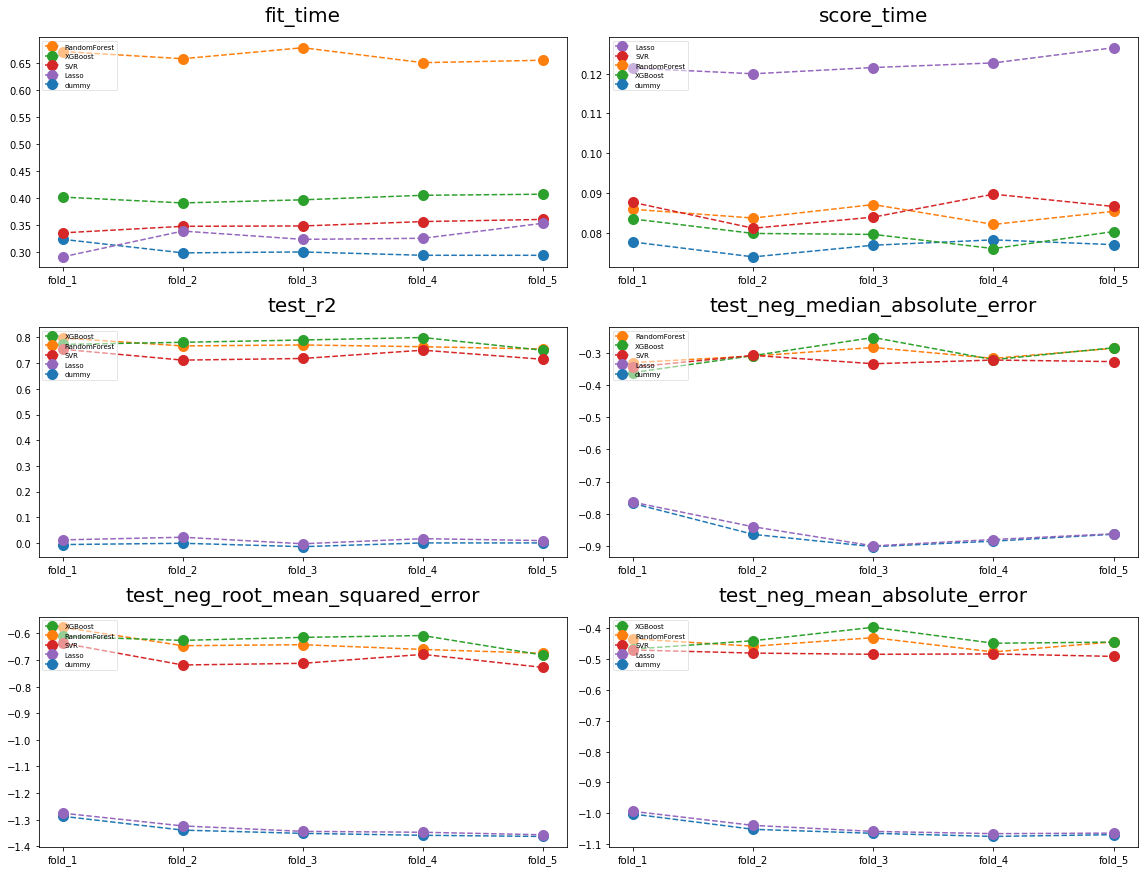 fit_time
RandomForest
XGBoost
SVR
Lasso
dummy
0.65
0.60
0.55
0.50
0.45
0.40
0.35
0.30
fold_1 fold_2 fold_3 fold_4 fold_5
score_time
Lasso
SVR
RandomForest
XGBoost
dummy
0.12
0.11
0.10
0.09
0.08
fold_1 fold_2 fold_3 fold_4 fold_5
test_r2
XGBoost
RandomForest
SVR
Lasso
dummy
0.8
0.7
0.6
0.5
0.4
0.3
0.2
0.1
0.0
fold_1 fold_2 fold_3 fold_4 fold_5
test_neg_median_absolute_error
RandomForest
XGBoost
SVR
Lasso
dummy
−0.3
−0.4
−0.5
−0.6
−0.7
−0.8
−0.9
fold_1 fold_2 fold_3 fold_4 fold_5
test_neg_root_mean_squared_error
XGBoost
RandomForest
SVR
Lasso
dummy
−0.6
−0.7
−0.8
−0.9
−1.0
−1.1
−1.2
−1.3
−1.4
fold_1 fold_2 fold_3 fold_4 fold_5
test_neg_mean_absolute_error
XGBoost
RandomForest
SVR
Lasso
dummy
−0.4
−0.5
−0.6
−0.7
−0.8
−0.9
−1.0
−1.1
fold_1 fold_2 fold_3 fold_4 fold_5